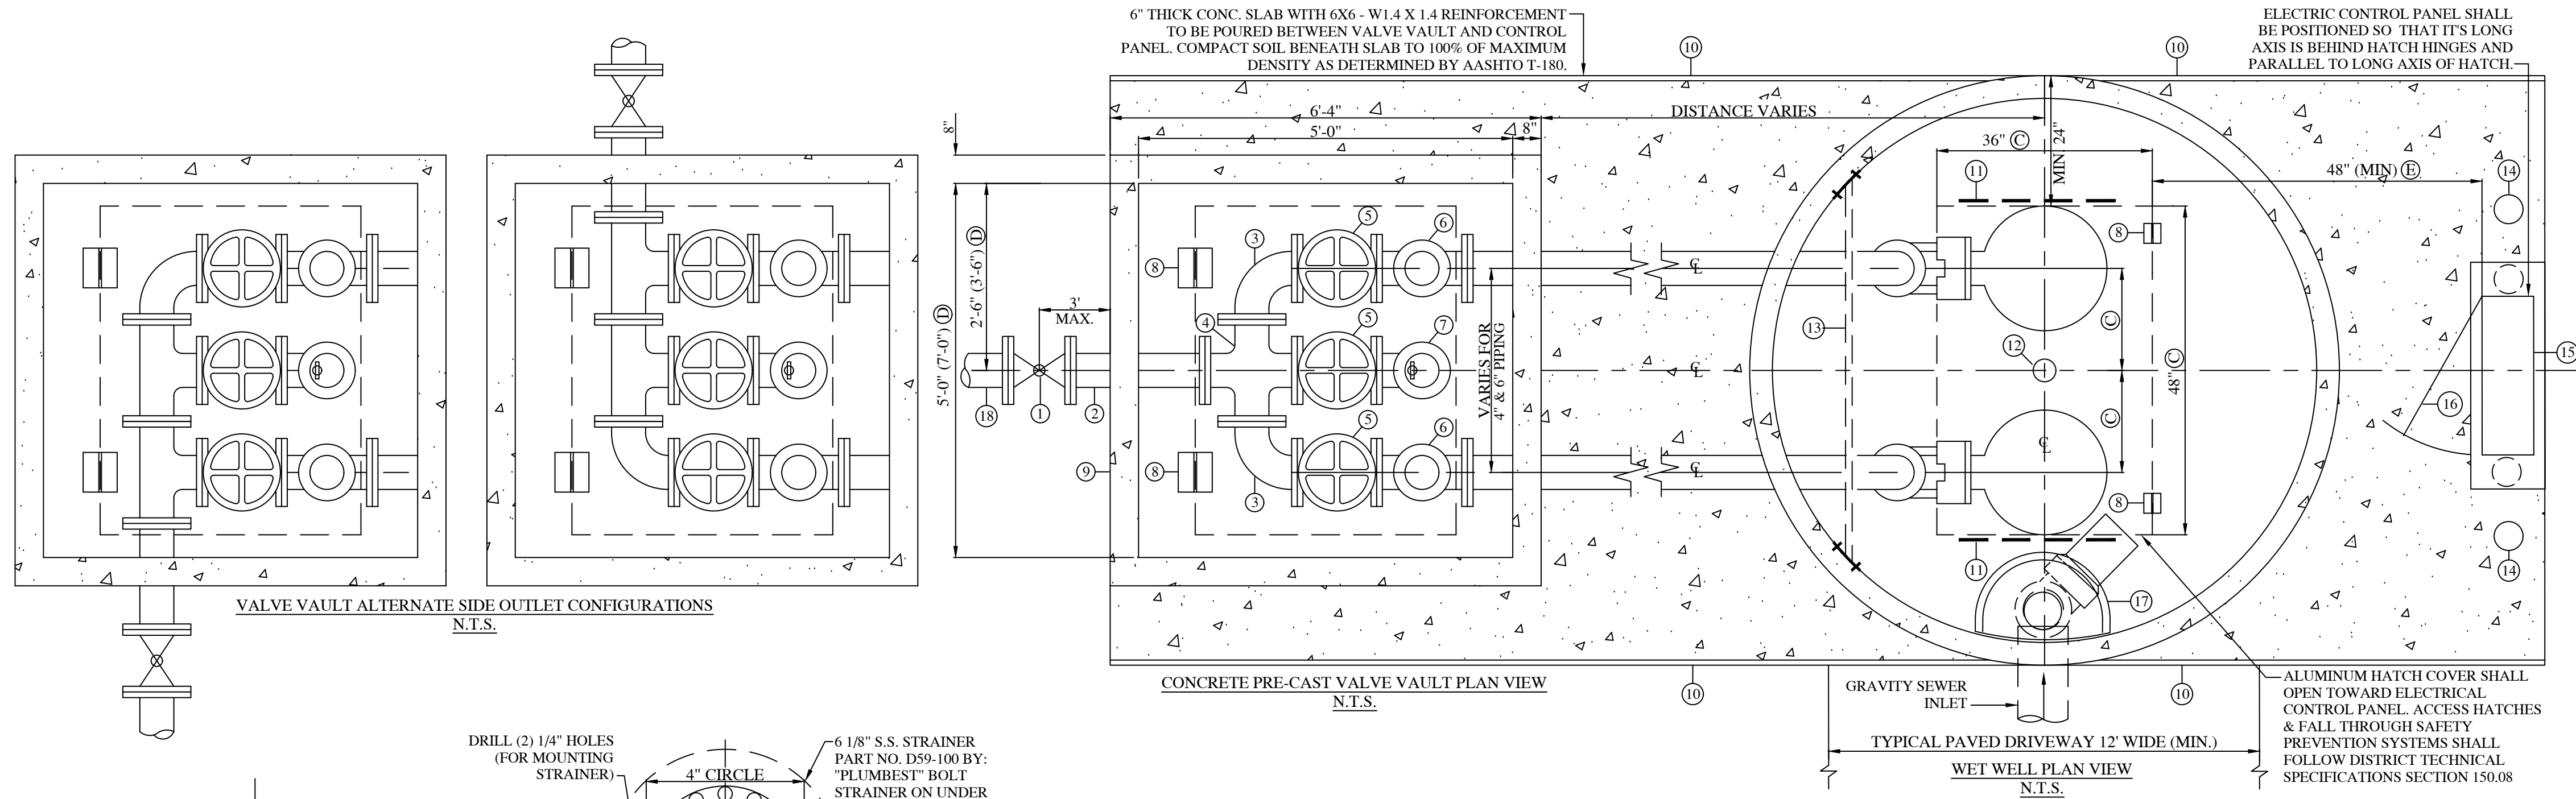 6" THICK CONC. SLAB WITH 6X6 - W1.4 X 1.4 REINFORCEMENT
TO BE POURED BETWEEN VALVE VAULT AND CONTROL
PANEL. COMPACT SOIL BENEATH SLAB TO 100% OF MAXIMUM
DENSITY AS DETERMINED BY AASHTO T-180.
ELECTRIC CONTROL PANEL SHALL
BE POSITIONED SO THAT IT'S LONG
AXIS IS BEHIND HATCH HINGES AND
PARALLEL TO LONG AXIS OF HATCH.
10
10
8"
6'-4"
5'-0"
8"
DISTANCE VARIES
36" C
MIN. 24"
48" (MIN) E
11
14
5
6
3
8
8
2'-6" (3'-6") D
5'-0" (7'-0") D
3'
MAX.
4
5
7
VARIES FOR
4" & 6" PIPING
CL
CL
CL
CL
13
12
C
C
48" C
15
16
18
1
2
9
8
3
5
6
8
11
14
17
VALVE VAULT ALTERNATE SIDE OUTLET CONFIGURATIONS
N.T.S.
CONCRETE PRE-CAST VALVE VAULT PLAN VIEW
N.T.S.
10
10
GRAVITY SEWER
INLET
TYPICAL PAVED DRIVEWAY 12' WIDE (MIN.)
WET WELL PLAN VIEW
N.T.S.
ALUMINUM HATCH COVER SHALL
OPEN TOWARD ELECTRICAL
CONTROL PANEL. ACCESS HATCHES
& FALL THROUGH SAFETY
PREVENTION SYSTEMS SHALL
FOLLOW DISTRICT TECHNICAL
SPECIFICATIONS SECTION 150.08
DRILL (2) 1/4" HOLES
(FOR MOUNTING
STRAINER)
4" CIRCLE
6 1/8" S.S. STRAINER
PART NO. D59-100 BY:
"PLUMBEST" BOLT
STRAINER ON UNDER